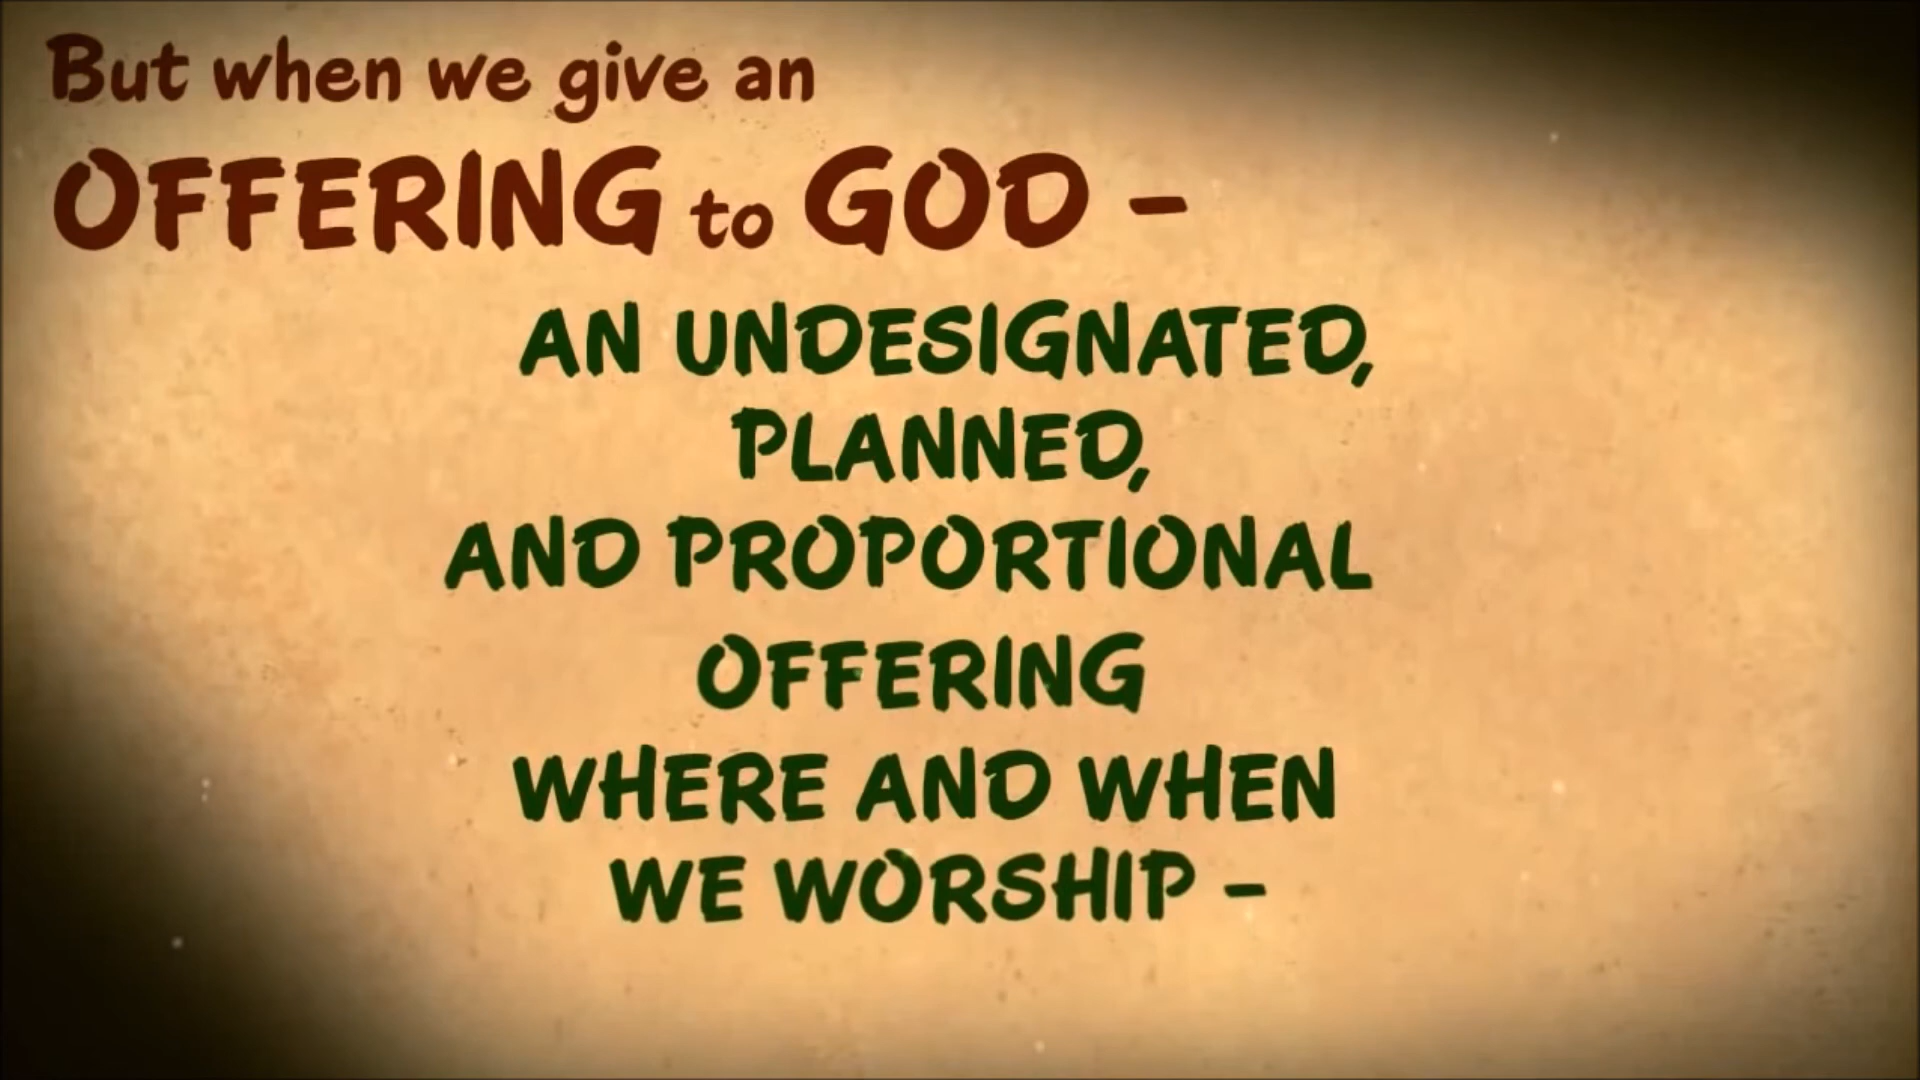 But when we give an
OFFERING to GOD –
AN UNDESIGNATED,
PLANNED,
AND PROPORTIONAL
OFFERING
WHERE AND WHEN
WE WORSHIP –